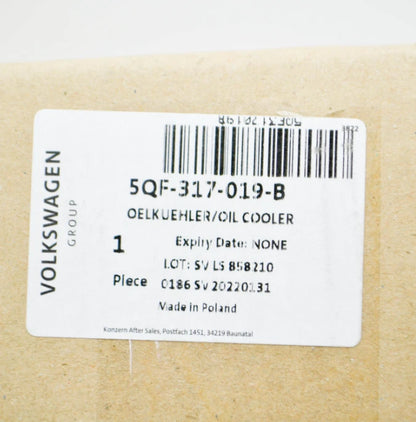 3822
5QF-317-019-B
OELKUEHLER/OIL COOLER
1 Expiry Date: NONE
LOT: SV LS 858210
Piece 0186 SV 20220131
Made in Poland
Konzern After Sales, Postfach 1451, 34219 Baunatal
VOLKSWAGEN
GROUP